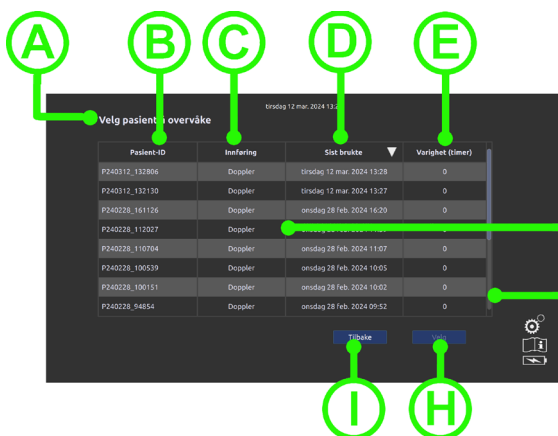 A
B
C
D
E
tirsdag 12 mar. 2024 13:2
Velg pasient å overvåke
Pasient-ID Innføring Sist brukte Varighet (timer)
P240312_132806 Doppler tirsdag 12 mar. 2024 13:28 0
P240312_132130 Doppler tirsdag 12 mar. 2024 13:27 0
P240228_161126 Doppler onsdag 28 feb. 2024 16:20 0
P240228_112027 Doppler 0
P240228_110704 Doppler onsdag 28 feb. 2024 11:07 0
P240228_100539 Doppler onsdag 28 feb. 2024 10:05 0
P240228_100151 Doppler onsdag 28 feb. 2024 10:02 0
P240228_94854 Doppler onsdag 28 feb. 2024 09:52 0
Tilbake Velg
I
H